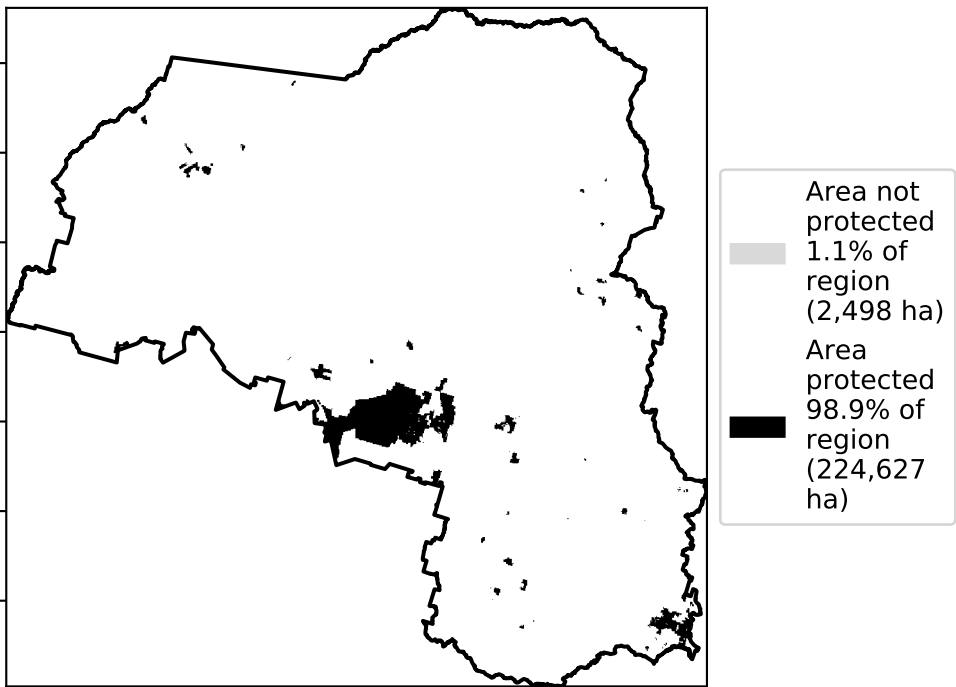 Area not
protected
1.1% of
region
(2,498 ha)
Area
protected
98.9% of
region
(224,627
ha)